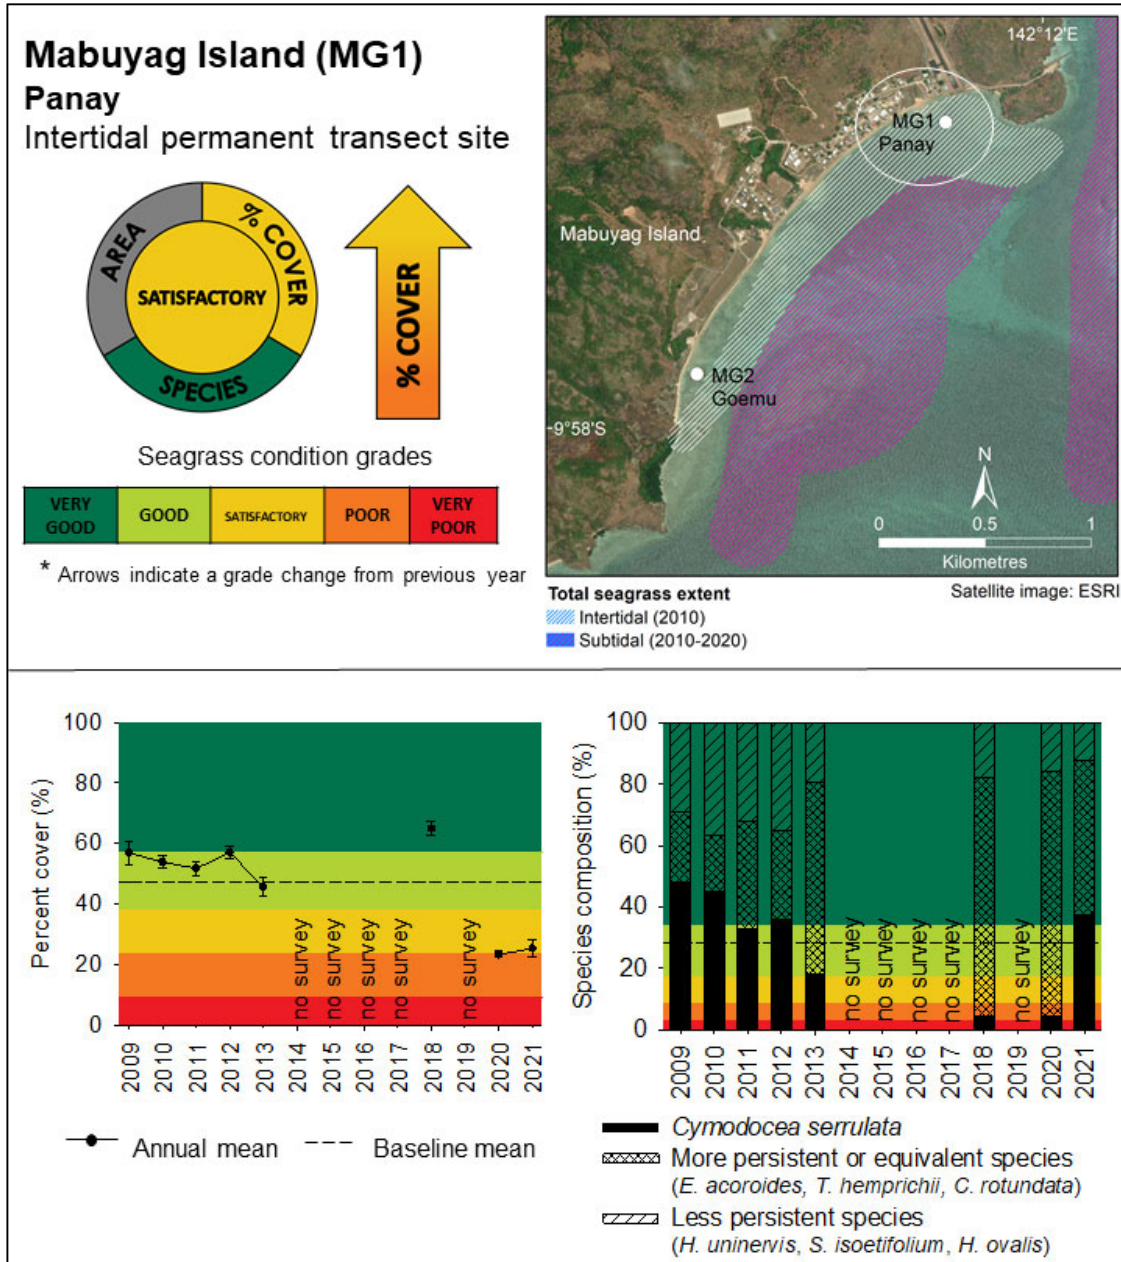 Mabuyag Island (MG1)
Panay
Intertidal permanent transect site
AREA
% COVER
SATISFACTORY
SPECIES
% COVER
Seagrass condition grades
VERY
GOOD
GOOD
SATISFACTORY
POOR
VERY
POOR
* Arrows indicate a grade change from previous year
142°12'E
MG1
Panay
Mabuyag Island
MG2
Goemu
9°58'S
N
0 0.5 1
Kilometres
Total seagrass extent
Satellite image: ESRI
Intertidal (2010)
Subtidal (2010-2020)
Percent cover (%)
100
80
60
40
20
0
no survey
no survey
no survey
no survey
no survey
2009 2010 2011 2012 2013 2014 2015 2016 2017 2018 2019 2020 2021
Annual mean
Baseline mean
Species composition (%)
100
80
60
40
20
0
no survey
no survey
no survey
no survey
no survey
2009 2010 2011 2012 2013 2014 2015 2016 2017 2018 2019 2020 2021
Cymodocea serrulata
More persistent or equivalent species
(E. acoroides, T. hemprichii, C. rotundata)
Less persistent species
(H. uninervis, S. isoetifolium, H. ovalis)